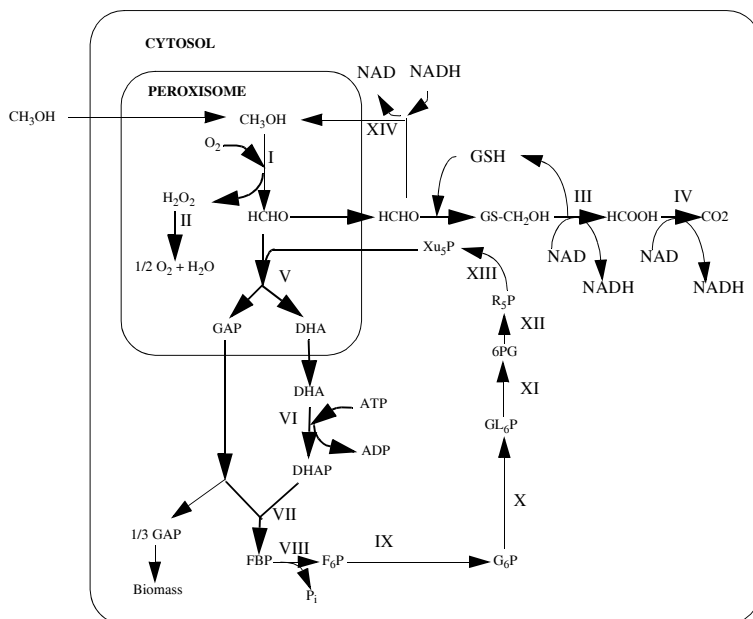 CYTOSOL
PEROXISOME
NAD NADH
CH₃OH
CH₃OH
XIV
O₂
I
GSH
H₂O₂
II
HCHO
HCHO
GS-CH₂OH
III
HCOOH
IV
CO2
1/2 O₂ + H₂O
V
Xu₅P
NAD
NADH
NAD
NADH
XIII
R₅P
GAP
DHA
XII
6PG
DHA
XI
VI
ATP
ADP
GL₆P
DHAP
X
VII
1/3 GAP
FBP
VIII
F₆P
IX
G₆P
Pᵢ
Biomass